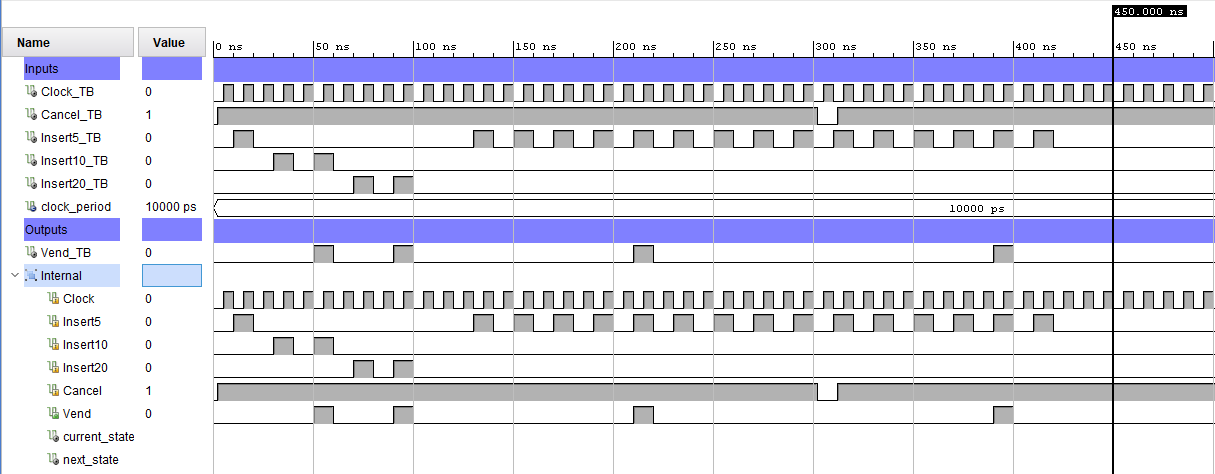 450.000 ns
Name Value 0 ns 50 ns 100 ns 150 ns 200 ns 250 ns 300 ns 350 ns 400 ns 450 ns
Inputs
Clock_TB 0
Cancel_TB 1
Insert5_TB 0
Insert10_TB 0
Insert20_TB 0
clock_period 10000 ps 10000 ps
Outputs
Vend_TB 0
Internal
Clock 0
Insert5 0
Insert10 0
Insert20 0
Cancel 1
Vend 0
current_state
next_state